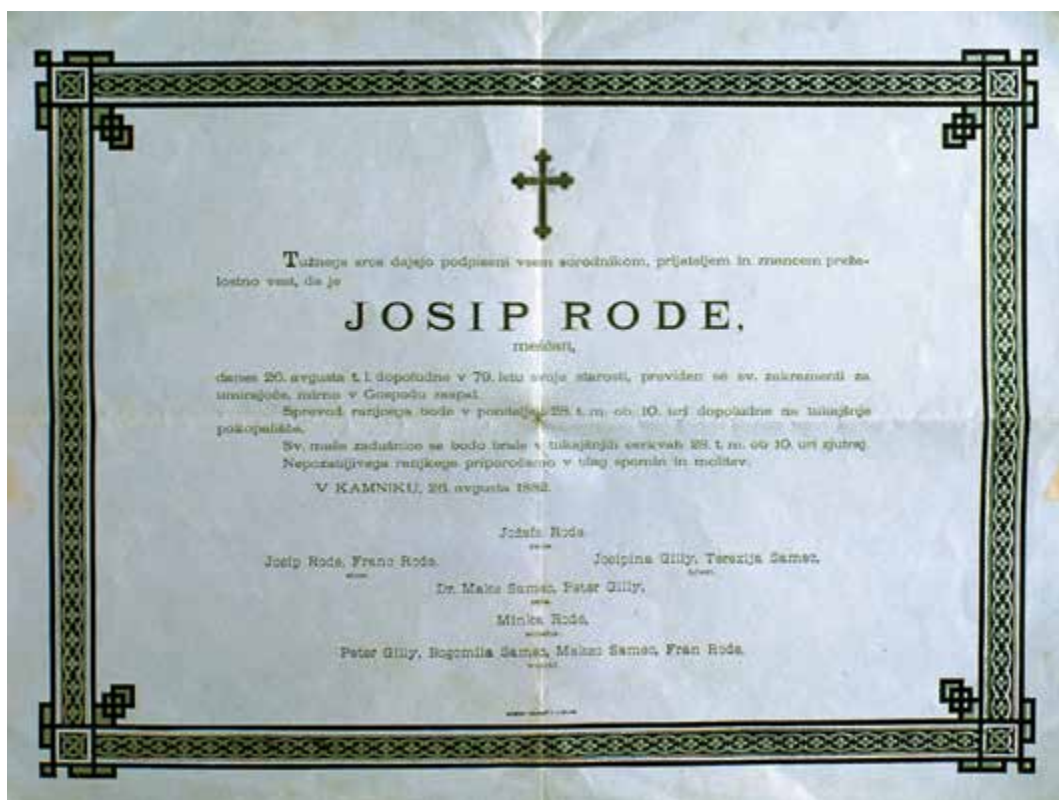 Tužnega srca dajejo podpisani vsem sorodnikom, prijateljem in znancem preža-
lostno vest, da je
JOSIP RODE,
meščan,
danes 26. avgusta t. l. dopoludne v 79. letu svoje starosti, previden se sv. zakramenti za
umirajoče, mirno v Gospodu zaspal.
Sprevod ranjcega bode v pondeljek 28. t. m. ob 10. uri dopoludne na tukajšnje
pokopališče.
Sv. maše zadušnice se bodo brale v tukajšnjih cerkvah 28. t. m. ob 10. uri zjutraj.
Nepozabljivega ranjkega priporočamo v blag spomin in molitev.
V KAMNIKU, 26. avgusta 1882.
Jožefa Rode
Josip Rode, Franc Rode, Josipina Gilly, Terezija Samec,
Dr. Maks Samec, Peter Gilly,
Minka Rode,
Peter Gilly, Bogomila Samec, Makso Samec, Fran Rode,